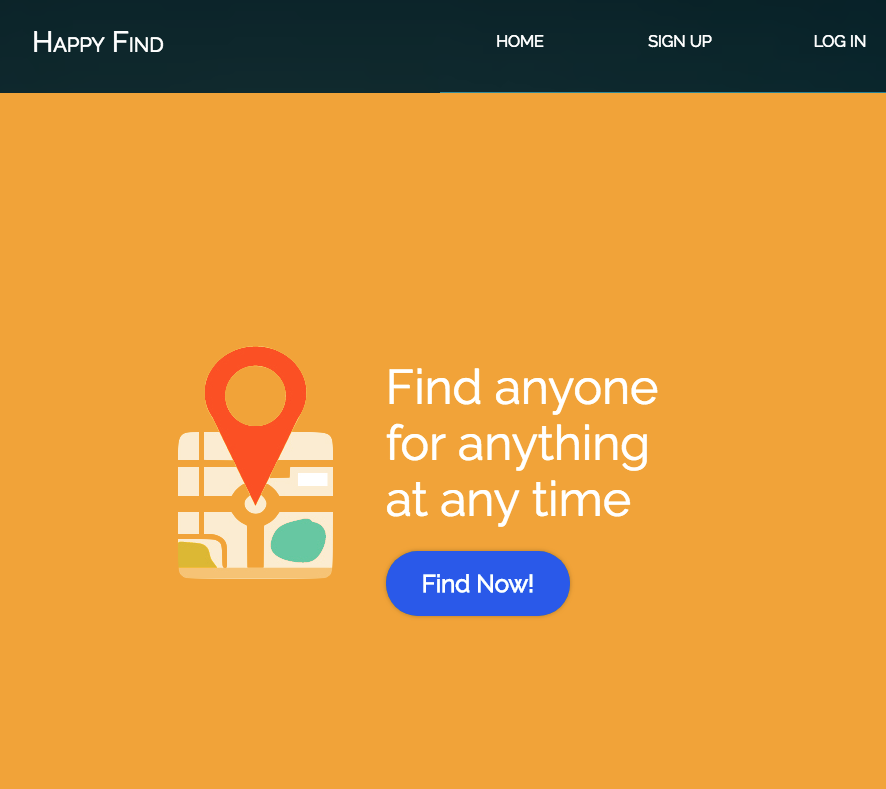 Happy Find
HOME
SIGN UP
LOG IN
Find anyone
for anything
at any time
Find Now!